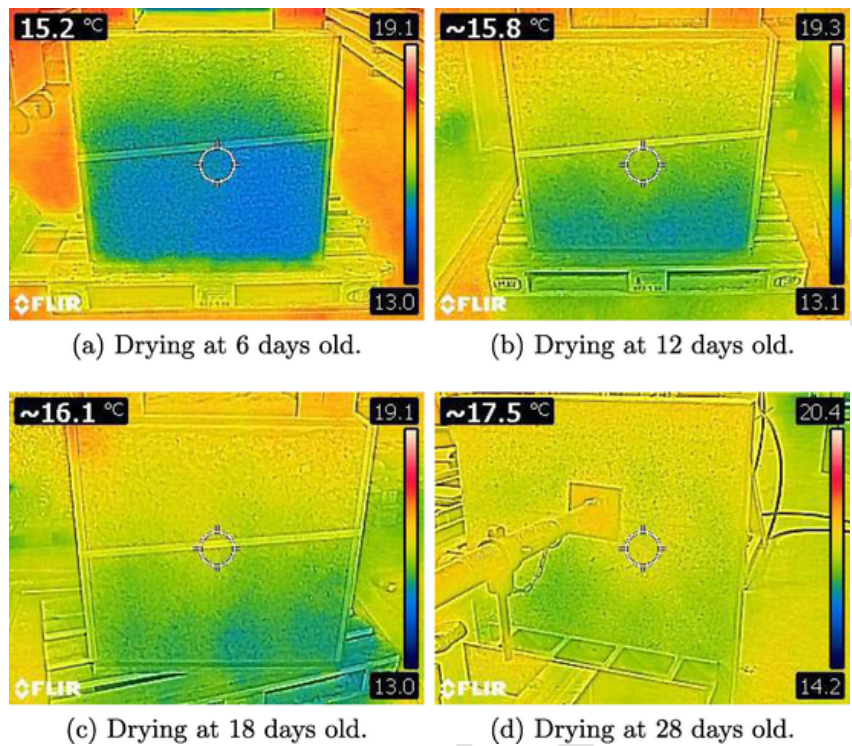 15.2 °C
19.1
13.0
FLIR
(a) Drying at 6 days old.
~15.8 °C
19.3
13.1
FLIR
(b) Drying at 12 days old.
~16.1 °C
19.1
13.0
FLIR
(c) Drying at 18 days old.
~17.5 °C
20.4
14.2
FLIR
(d) Drying at 28 days old.